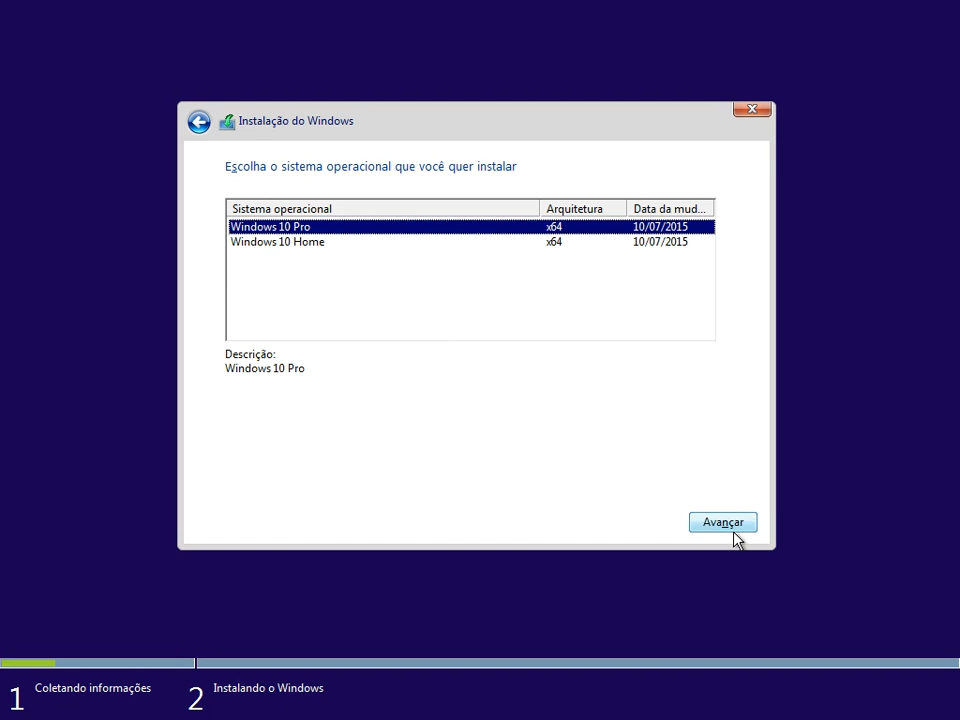 Instalação do Windows
Escolha o sistema operacional que você quer instalar
Sistema operacional Arquitetura Data da mud...
Windows 10 Pro x64 10/07/2015
Windows 10 Home x64 10/07/2015
Descrição:
Windows 10 Pro
Avançar
1 Coletando informações 2 Instalando o Windows